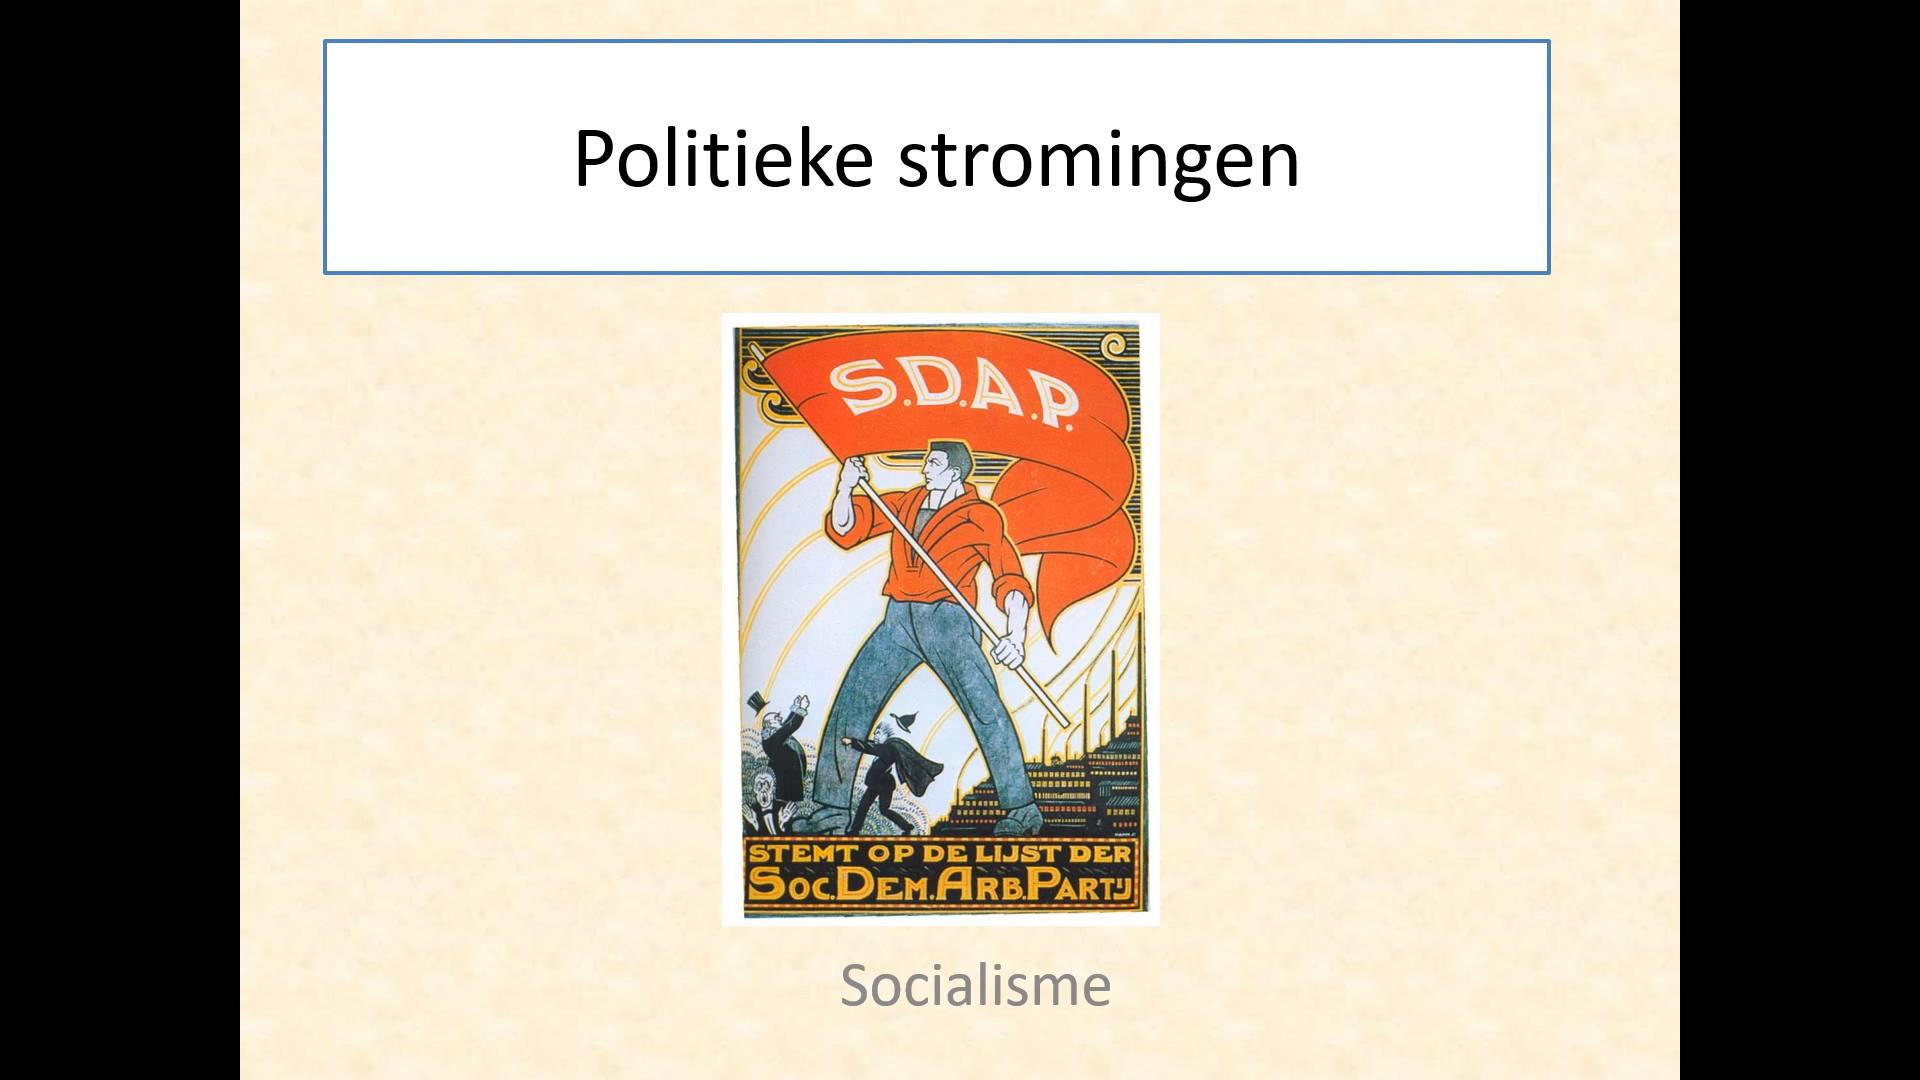 Politieke stromingen
S.D.A.P.
STEMT OP DE LIJST DER
SOC. DEM. ARB. PARTIJ
Socialisme